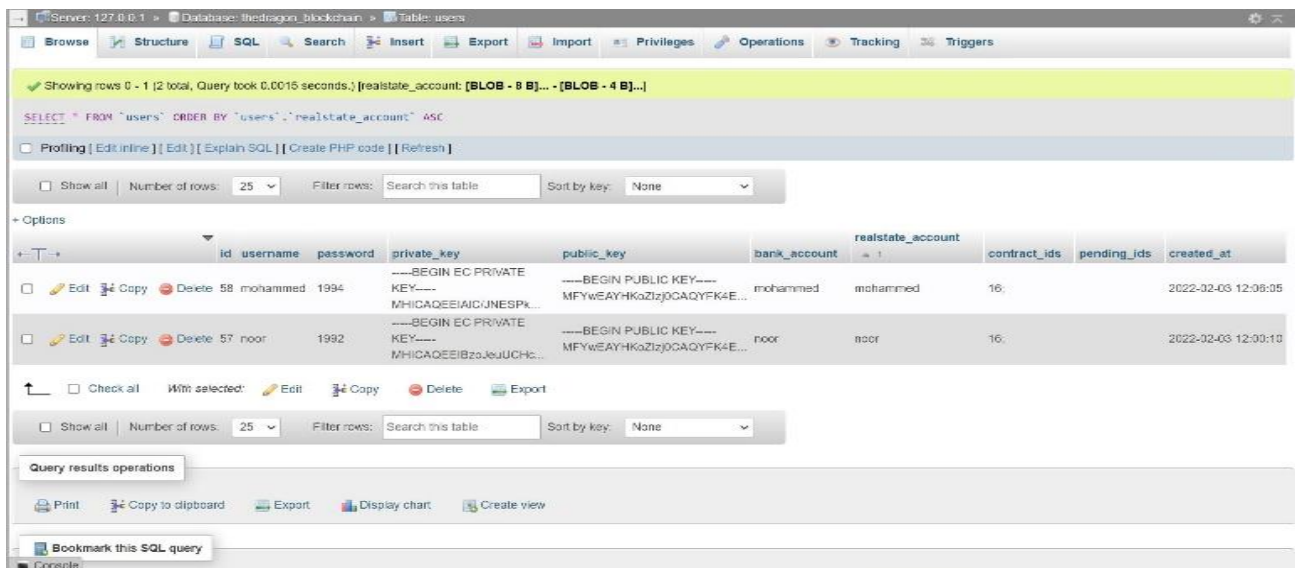 Server: 127.0.0.1 » Database: thedragon_blockchain » Table: users
Browse Structure SQL Search Insert Export Import Privileges Operations Tracking Triggers
Showing rows 0 - 1 (2 total, Query took 0.0015 seconds.) [realstate_account: [BLOB - 8 B]... - [BLOB - 4 B]...]
SELECT * FROM `users` ORDER BY `users`.`realstate_account` ASC
Profiling [ Edit inline ] [ Edit ] [ Explain SQL ] [ Create PHP code ] [ Refresh ]
Show all | Number of rows: 25 Filter rows: Search this table Sort by key: None
+ Options
realstate_account
←T→ id username password private_key public_key bank_account 1 contract_ids pending_ids created_at
-----BEGIN EC PRIVATE
Edit Copy Delete 58 mohammed 1994 KEY----- -----BEGIN PUBLIC KEY----- mohammed mohammed 16; 2022-02-03 12:06:05
-----BEGIN EC PRIVATE
Edit Copy Delete 57 noor 1992 KEY----- -----BEGIN PUBLIC KEY----- noor noor 16; 2022-02-03 12:00:10
Check all With selected: Edit Copy Delete Export
Show all | Number of rows: 25 Filter rows: Search this table Sort by key: None
Query results operations
Print Copy to clipboard Export Display chart Create view
Bookmark this SQL query
Console